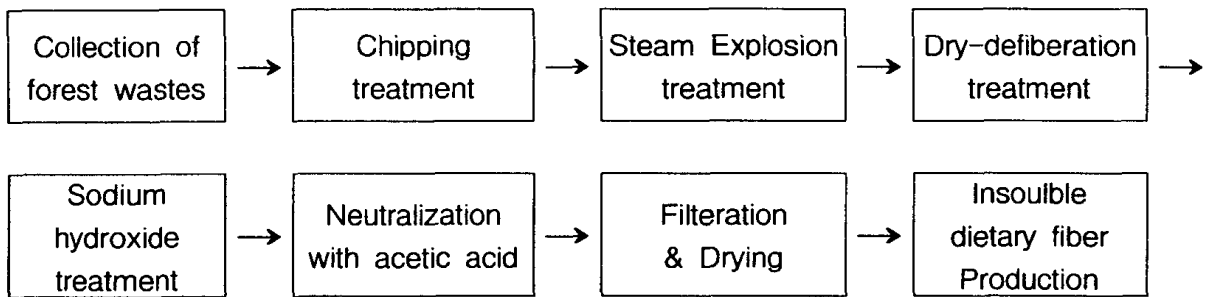 Collection of
forest wastes
Chipping
treatment
Steam Explosion
treatment
Dry-defiberation
treatment
Sodium
hydroxide
treatment
Neutralization
with acetic acid
Filteration
& Drying
Insoulble
dietary fiber
Production